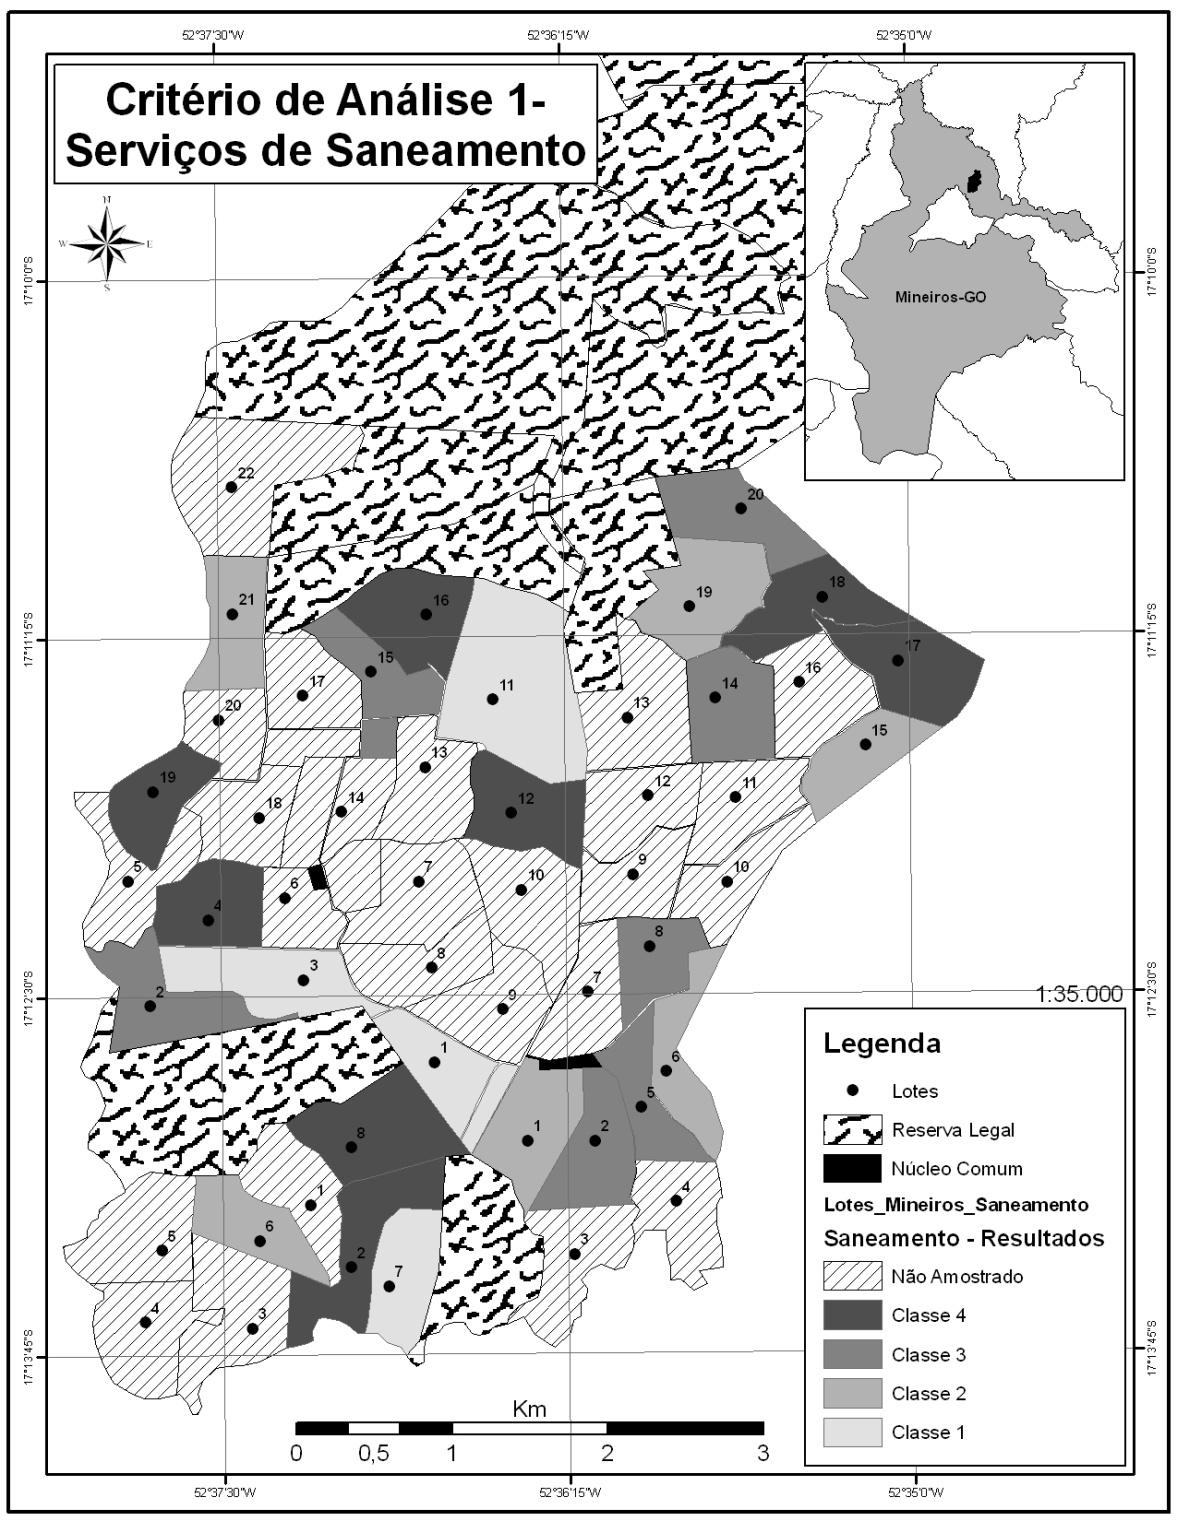 52°37'30"W
52°36'15"W
52°35'0"W
Critério de Análise 1-
Serviços de Saneamento
N
W
E
S
17°10'0"S
17°10'0"S
Mineiros-GO
22
20
21
16
19
18
15
11
17
17
14
16
13
20
15
13
19
12
11
12
14
18
5
6
7
10
9
10
4
8
3
8
2
9
7
1
6
5
1
2
8
1
4
6
5
3
2
7
4
3
17°11'15"S
17°11'15"S
17°12'30"S
17°12'30"S
1:35.000
Legenda
Lotes
Reserva Legal
Núcleo Comum
Lotes_Mineiros_Saneamento
Saneamento - Resultados
Não Amostrado
Classe 4
Classe 3
Classe 2
Classe 1
17°13'45"S
17°13'45"S
Km
0
0,5
1
2
3
52°37'30"W
52°36'15"W
52°35'0"W